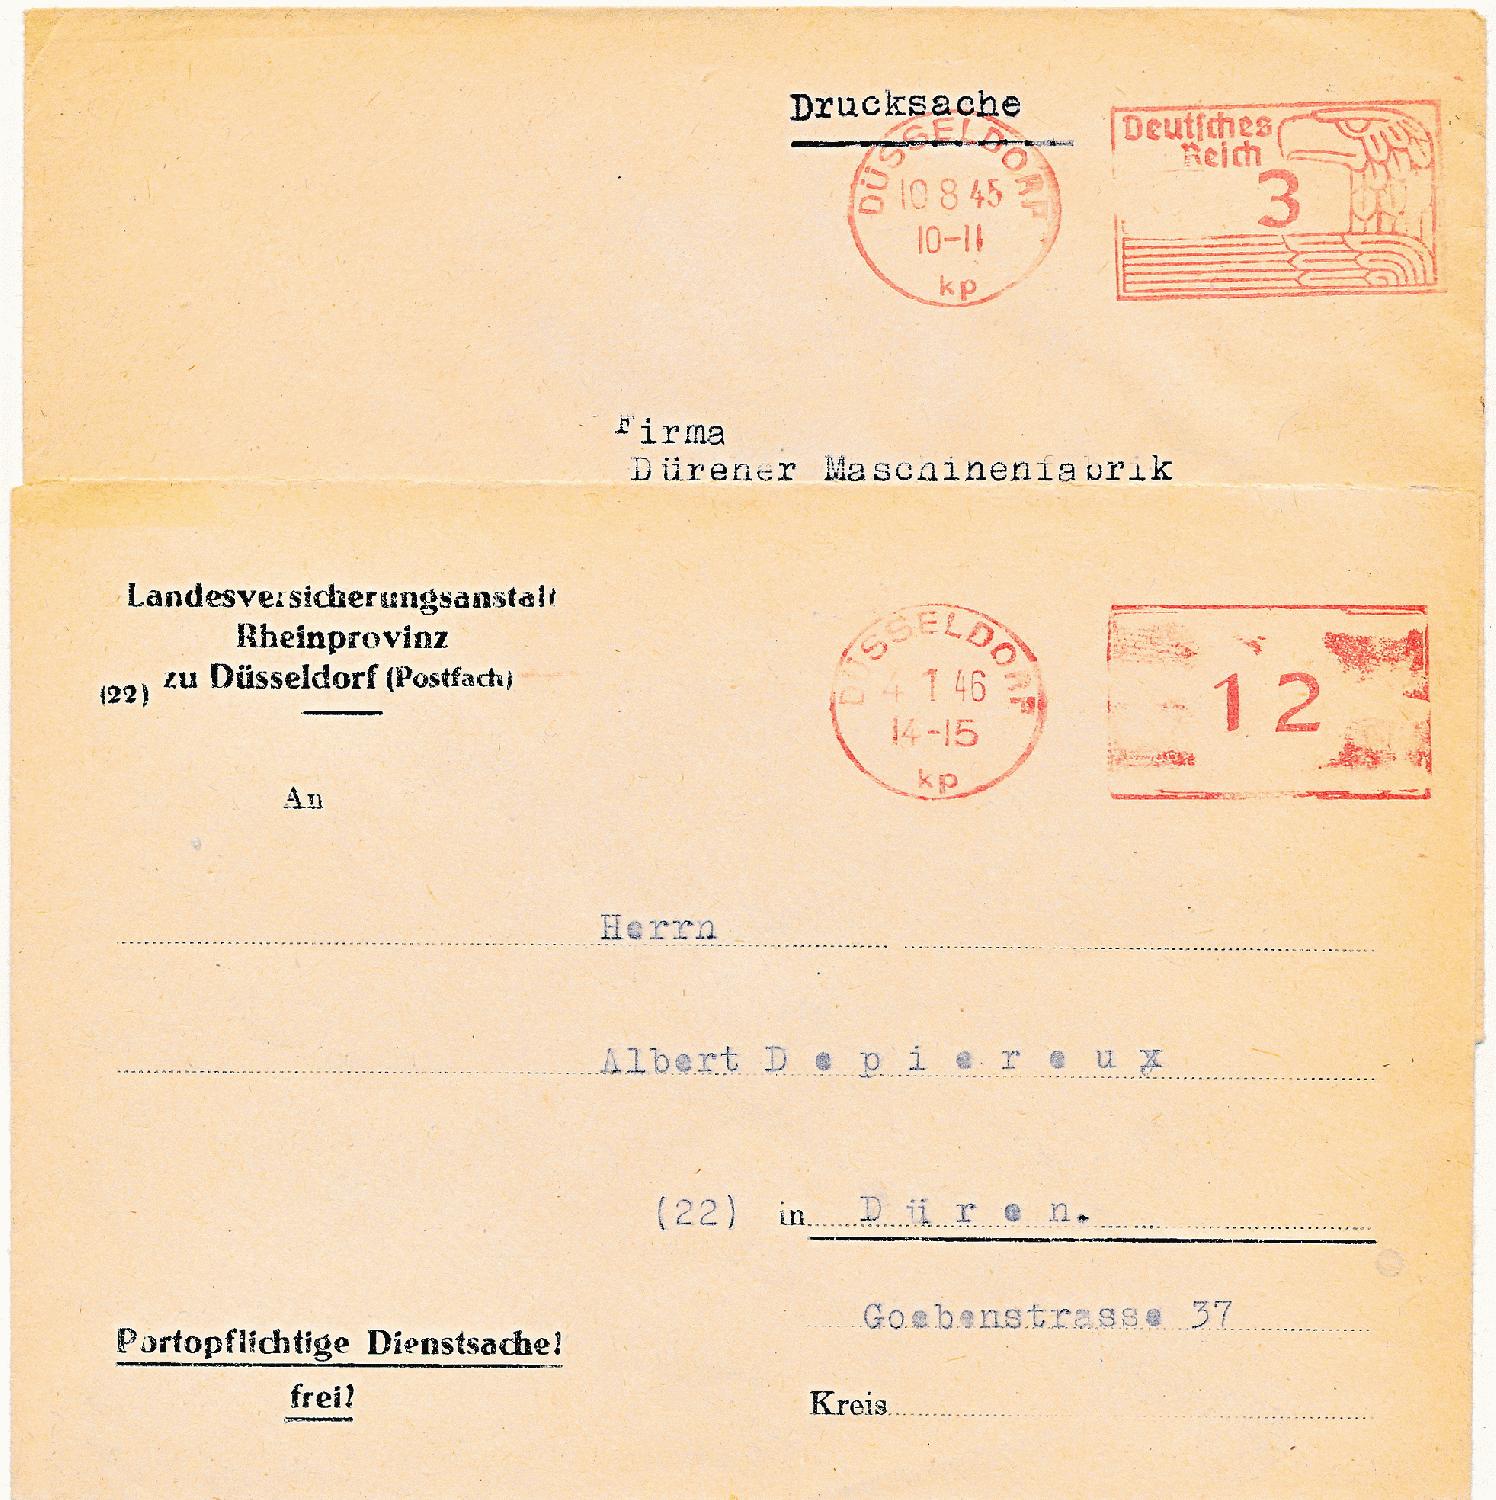 Drucksache
DÜSSELDORF
10 8 45
10-11
kp
Deutsches
Reich
3
Firma
Dürener Maschinenfabrik
Landesversicherungsanstalt
Rheinprovinz
(22) zu Düsseldorf (Postfach)
DÜSSELDORF
4 1 46
14-15
kp
12
An
Herrn
Albert Depiereux
(22) in Düren.
Goebenstrasse 37
Portopflichtige Dienstsache!
frei!
Kreis